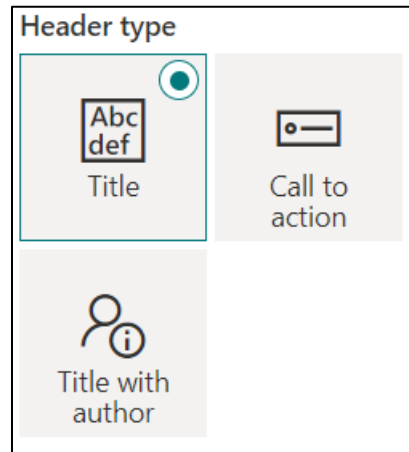 Header type
Abc
def
Title
Call to
action
Title with
author